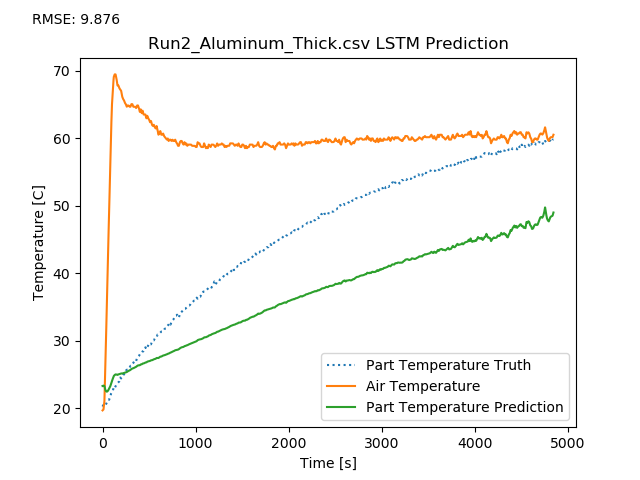 RMSE: 9.876
Run2_Aluminum_Thick.csv LSTM Prediction
70
60
50
40
30
20
Temperature [C]
Part Temperature Truth
Air Temperature
Part Temperature Prediction
0 1000 2000 3000 4000 5000
Time [s]